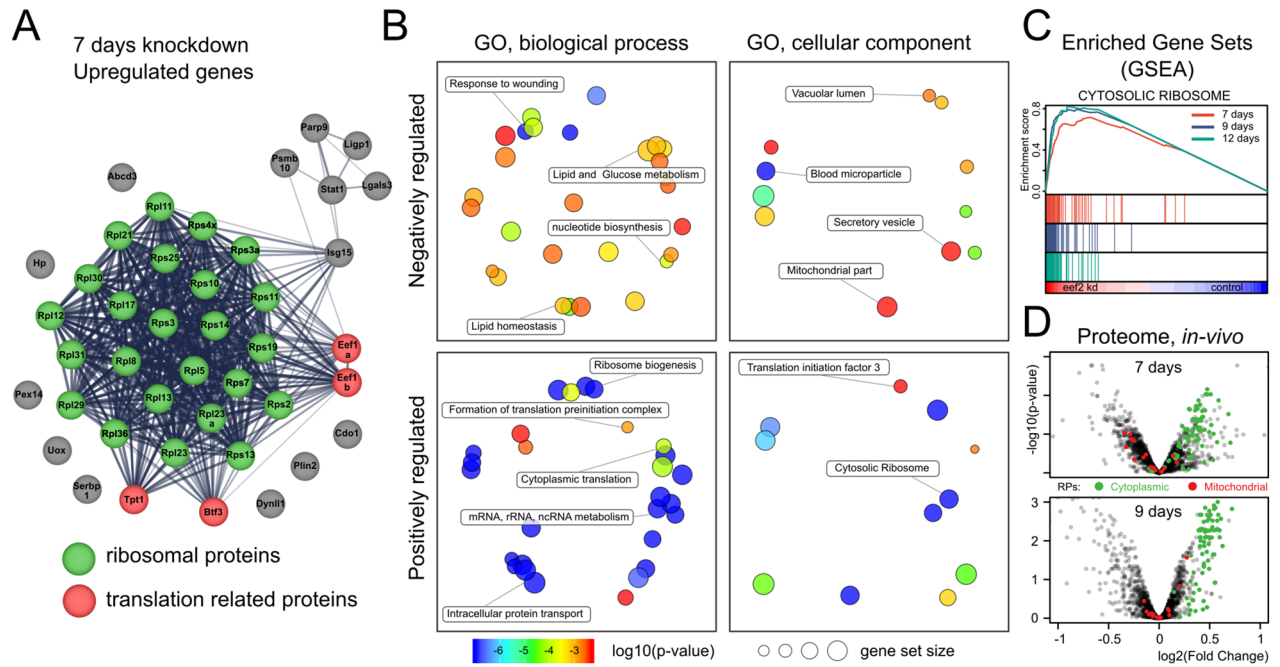 A
7 days knockdown
Upregulated genes
Parp9
Ligp1
Psmb
10
Stat1
Lgals3
Abcd3
Rpl11
Rps4x
Rpl21
Rps3a
Isg15
Rps25
Hp
Rpl30
Rps10
Rps11
Rpl17
Rpl12
Rps3
Rps14
Rps19
Eef1
a
Rpl31
Rpl8
Rpl5
Rps7
Eef1
b
Pex14
Rpl29
Rpl13
Rpl23
a
Rps2
Rpl36
Cdo1
Uox
Rpl23
Rps13
Plin2
Serbp
1
Tpt1
Btf3
Dynll1
ribosomal proteins
translation related proteins
B
GO, biological process
GO, cellular component
Negatively regulated
Response to wounding
Lipid and Glucose metabolism
nucleotide biosynthesis
Lipid homeostasis
Vacuolar lumen
Blood microparticle
Secretory vesicle
Mitochondrial part
Positively regulated
Ribosome biogenesis
Formation of translation preinitiation complex
Cytoplasmic translation
mRNA, rRNA, ncRNA metabolism
Intracellular protein transport
Translation initiation factor 3
Cytosolic Ribosome
-6 -5 -4 -3
log10(p-value)
gene set size
C
Enriched Gene Sets
(GSEA)
CYTOSOLIC RIBOSOME
Enrichment score
0.8
0.4
0.0
7 days
9 days
12 days
eef2 kd
control
D
Proteome, in-vivo
7 days
-log10(p-value)
RPs: Cytoplasmic Mitochondrial
9 days
3
2
1
0
-1 -0.5 0 0.5 1
log2(Fold Change)